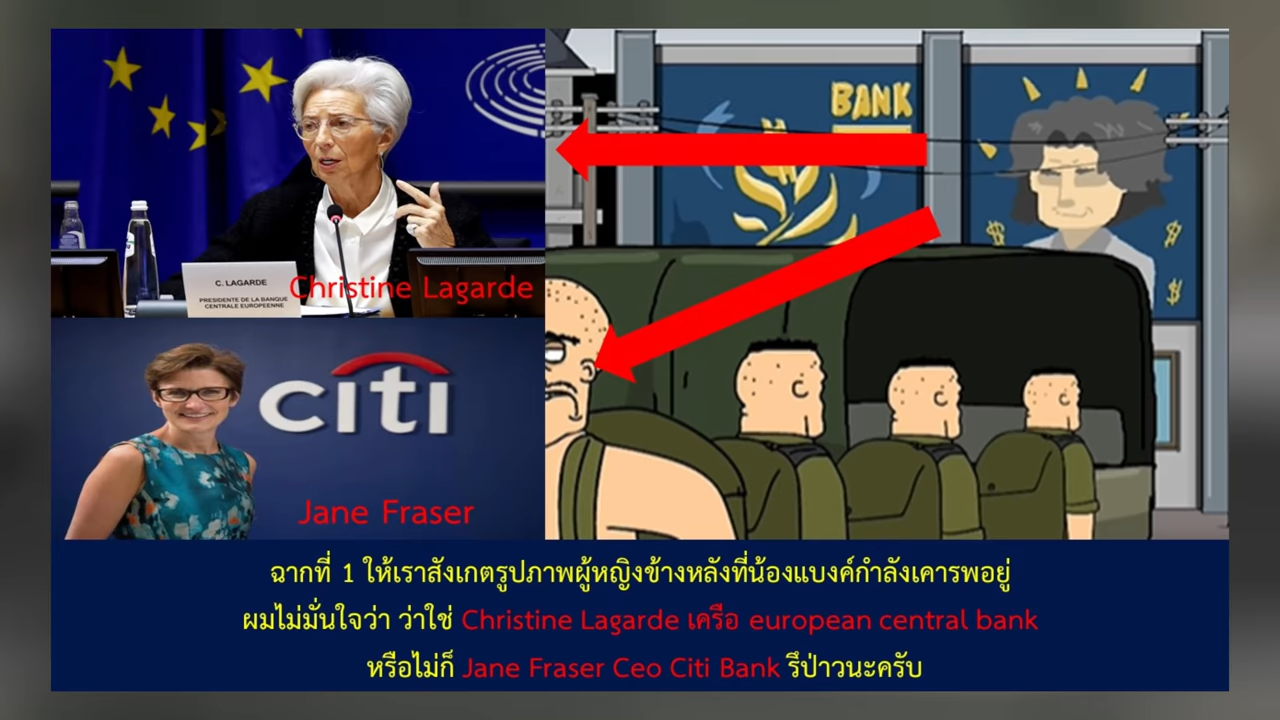 C. LAGARDE
PRESIDENTE DE LA BANQUE
CENTRALE EUROPEENNE
Christine Lagarde
BANK
$
$
$
$
citi
Jane Fraser
ฉากที่ 1 ให้เราสังเกตรูปภาพผู้หญิงข้างหลังที่น้องแบงค์กำลังเคารพอยู่
ผมไม่มั่นใจว่า ว่าใช่ Christine Lagarde เครือ european central bank
หรือไม่ก็ Jane Fraser Ceo Citi Bank รึป่าวนะครับ